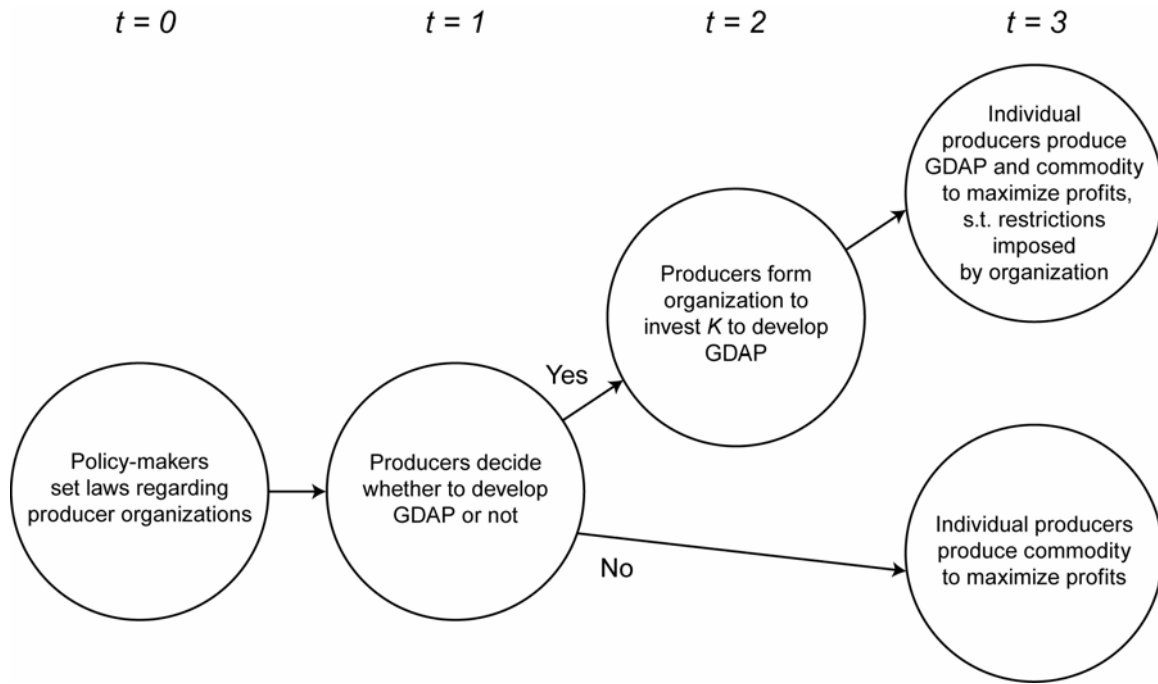 t = 0
t = 1
t = 2
t = 3
Policy-makers
set laws regarding
producer organizations
Producers decide
whether to develop
GDAP or not
Yes
No
Producers form
organization to
invest K to develop
GDAP
Individual
producers produce
GDAP and commodity
to maximize profits,
s.t. restrictions
imposed
by organization
Individual producers
produce commodity
to maximize profits